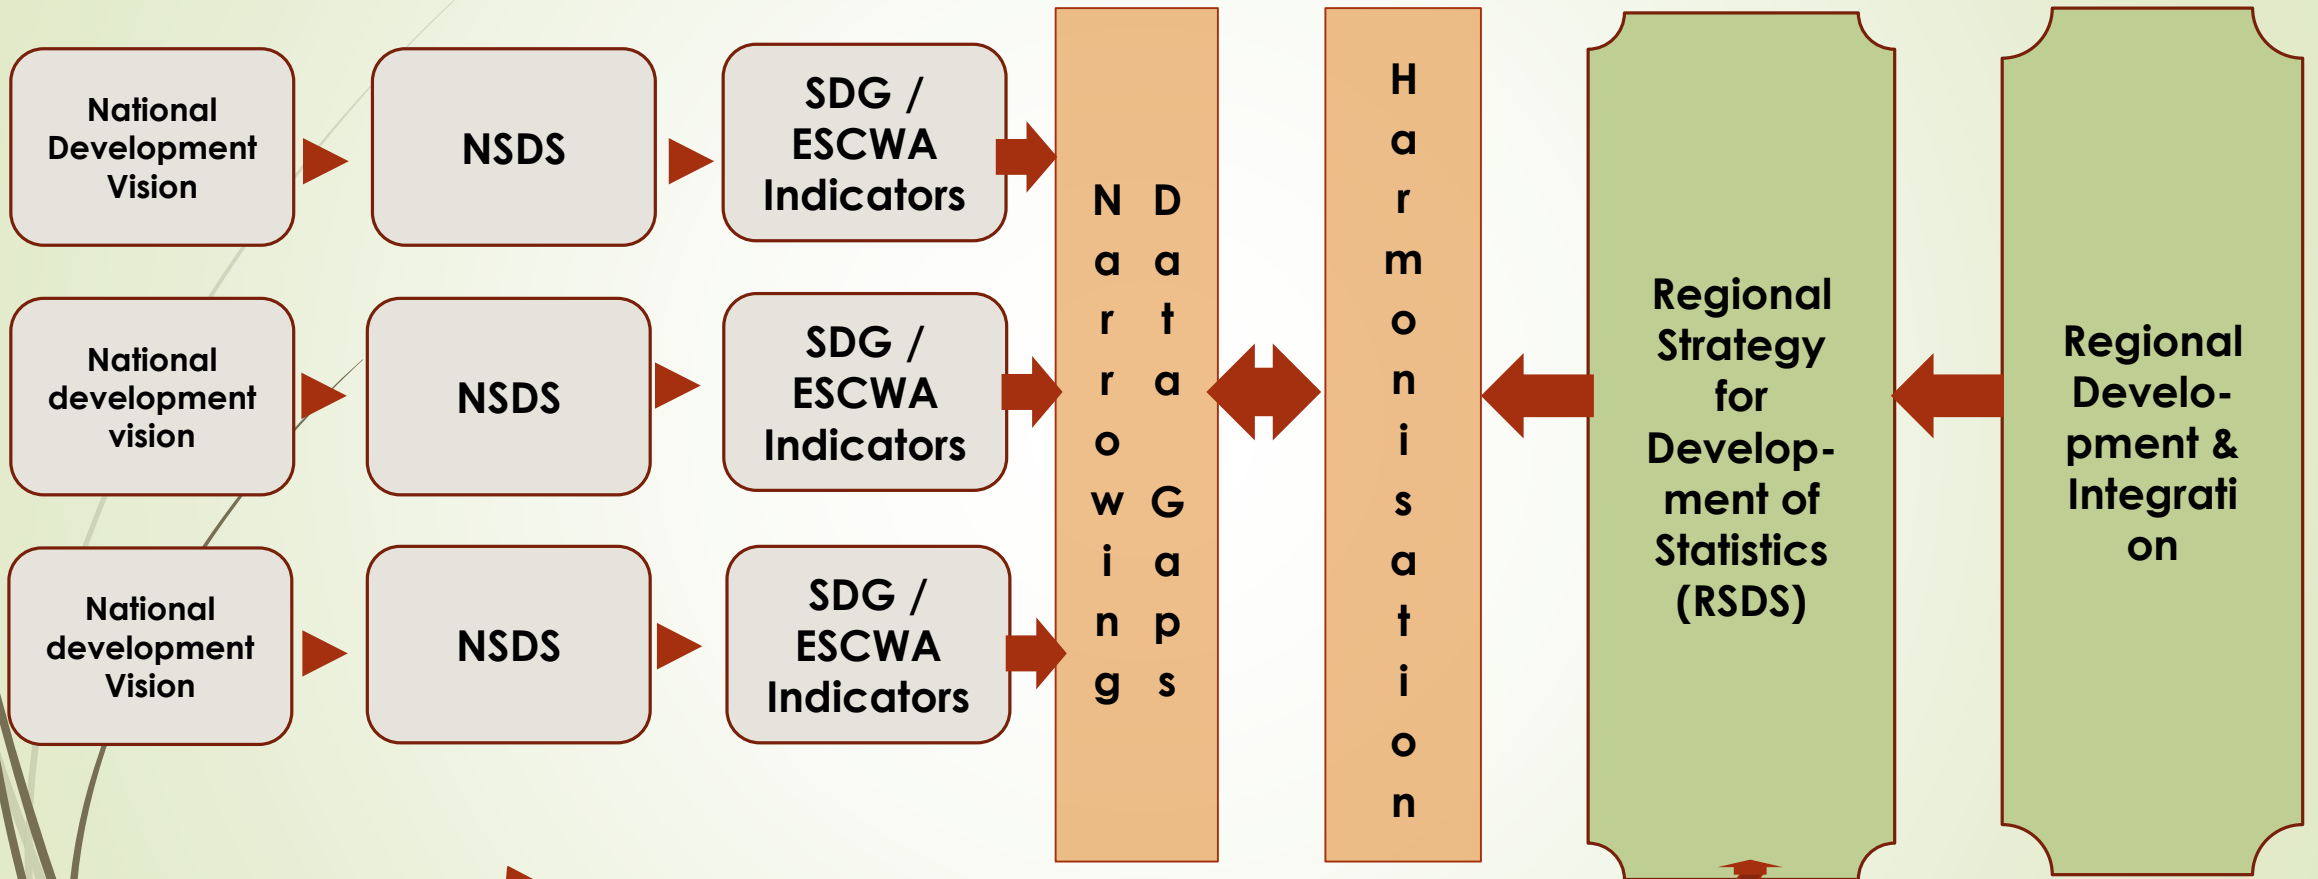 National
Development
Vision
NSDS
SDG /
ESCWA
Indicators
National
development
vision
NSDS
SDG /
ESCWA
Indicators
National
development
Vision
NSDS
SDG /
ESCWA
Indicators
Narrowing
Data Gaps
Harmonisation
Regional
Strategy
for
Develop-
ment of
Statistics
(RSDS)
Regional
Develo-
pment &
Integrati
on